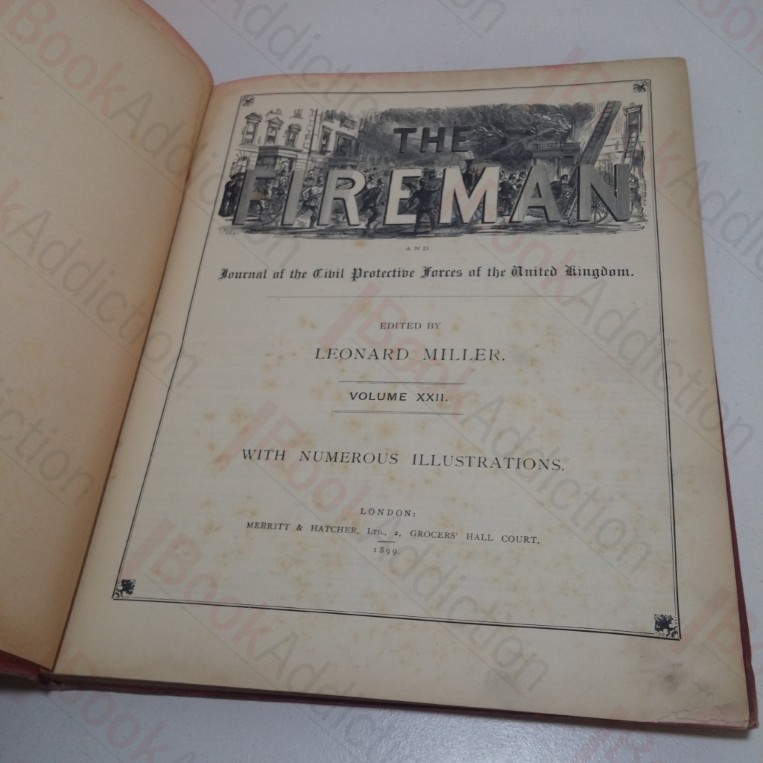 THE
FIREMAN
AND
Journal of the Civil Protective Forces of the United Kingdom.
EDITED BY
LEONARD MILLER.
VOLUME XXII.
WITH NUMEROUS ILLUSTRATIONS.
LONDON:
MERRITT & HATCHER, LTD., 2, GROCERS' HALL COURT.
1899.
BookAddiction